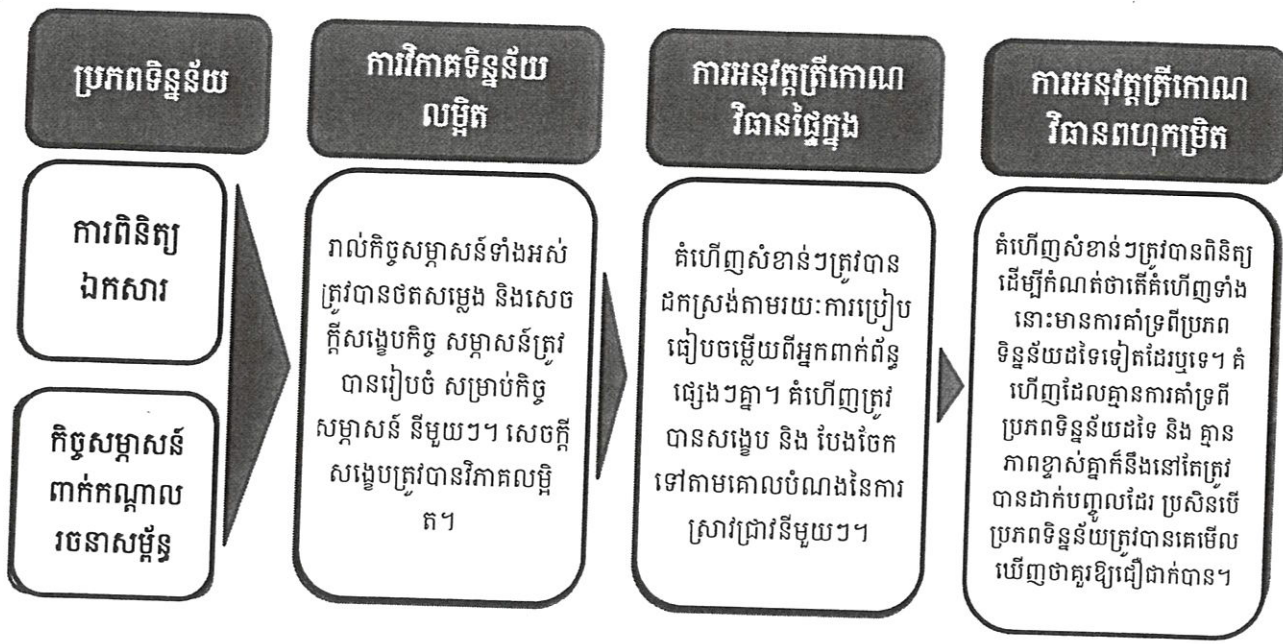 ប្រភពទិន្នន័យ
ការពិនិត្យ
ឯកសារ
កិច្ចសម្ភាសន៍
ពាក់កណ្តាល
រចនាសម្ព័ន្ធ
ការវិភាគទិន្នន័យ
លម្អិត
រាល់កិច្ចសម្ភាសន៍ទាំងអស់
ត្រូវបានថតសម្លេង និងសេច
ក្តីសង្ខេបកិច្ច សម្ភាសន៍ត្រូវ
បានរៀបចំ សម្រាប់កិច្ច
សម្ភាសន៍ នីមួយៗ។ សេចក្តី
សង្ខេបត្រូវបានវិភាគលម្អិ
ត។
ការអនុវត្តត្រីកោណ
វិធានផ្ទៃក្នុង
គំហើញសំខាន់ៗត្រូវបាន
ដកស្រង់តាមរយៈការប្រៀប
ធៀបចម្លើយពីអ្នកពាក់ព័ន្ធ
ផ្សេងៗគ្នា។ គំហើញត្រូវ
បានសង្ខេប និង បែងចែក
ទៅតាមគោលបំណងនៃការ
ស្រាវជ្រាវនីមួយៗ។
ការអនុវត្តត្រីកោណ
វិធានពហុកម្រិត
គំហើញសំខាន់ៗត្រូវបានពិនិត្យ
ដើម្បីកំណត់ថាតើគំហើញទាំង
នោះមានការគាំទ្រពីប្រភព
ទិន្នន័យដទៃទៀតដែរឬទេ។ គំ
ហើញដែលគ្មានការគាំទ្រពី
ប្រភពទិន្នន័យដទៃ និង គ្មាន
ភាពខ្ទាស់គ្នាក៏នឹងនៅតែត្រូវ
បានដាក់បញ្ចូលដែរ ប្រសិនបើ
ប្រភពទិន្នន័យត្រូវបានគេមើល
ឃើញថាគួរឱ្យជឿជាក់បាន។